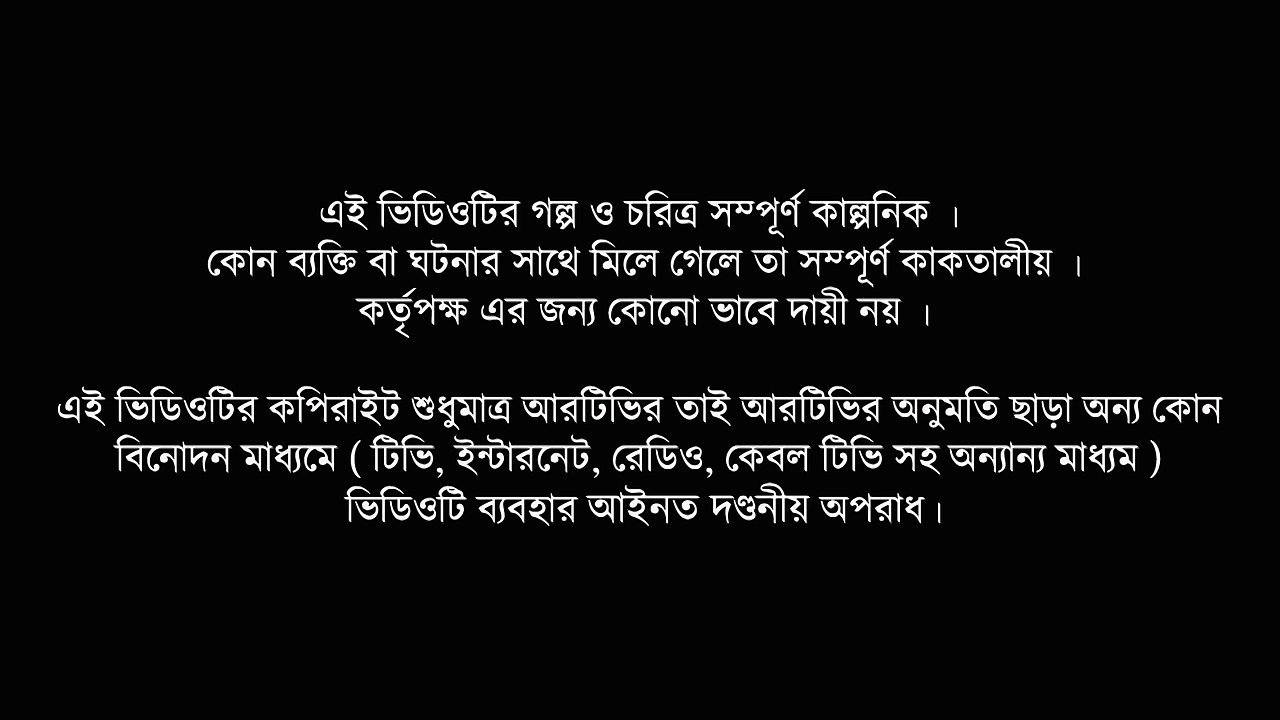 এই ভিডিওটির গল্প ও চরিত্র সম্পূর্ণ কাল্পনিক ।
কোন ব্যক্তি বা ঘটনার সাথে মিলে গেলে তা সম্পূর্ণ কাকতালীয় ।
কর্তৃপক্ষ এর জন্য কোনো ভাবে দায়ী নয় ।
এই ভিডিওটির কপিরাইট শুধুমাত্র আরটিভির তাই আরটিভির অনুমতি ছাড়া অন্য কোন
বিনোদন মাধ্যমে ( টিভি, ইন্টারনেট, রেডিও, কেবল টিভি সহ অন্যান্য মাধ্যম )
ভিডিওটি ব্যবহার আইনত দণ্ডনীয় অপরাধ।